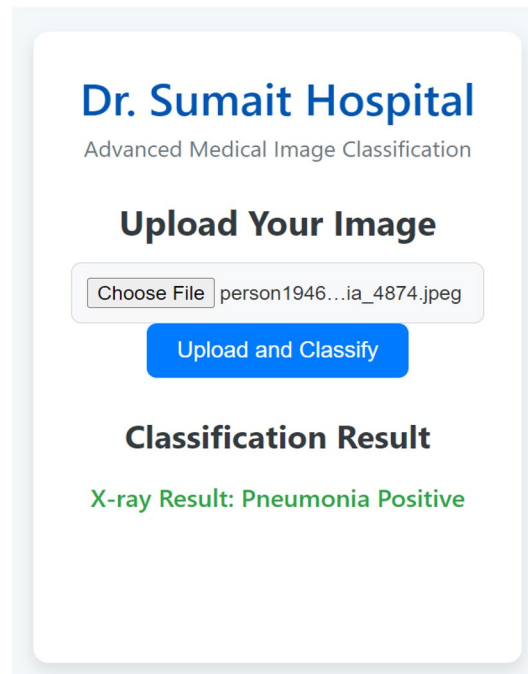 Dr. Sumait Hospital
Advanced Medical Image Classification
Upload Your Image
Choose File person1946...ia_4874.jpeg
Upload and Classify
Classification Result
X-ray Result: Pneumonia Positive